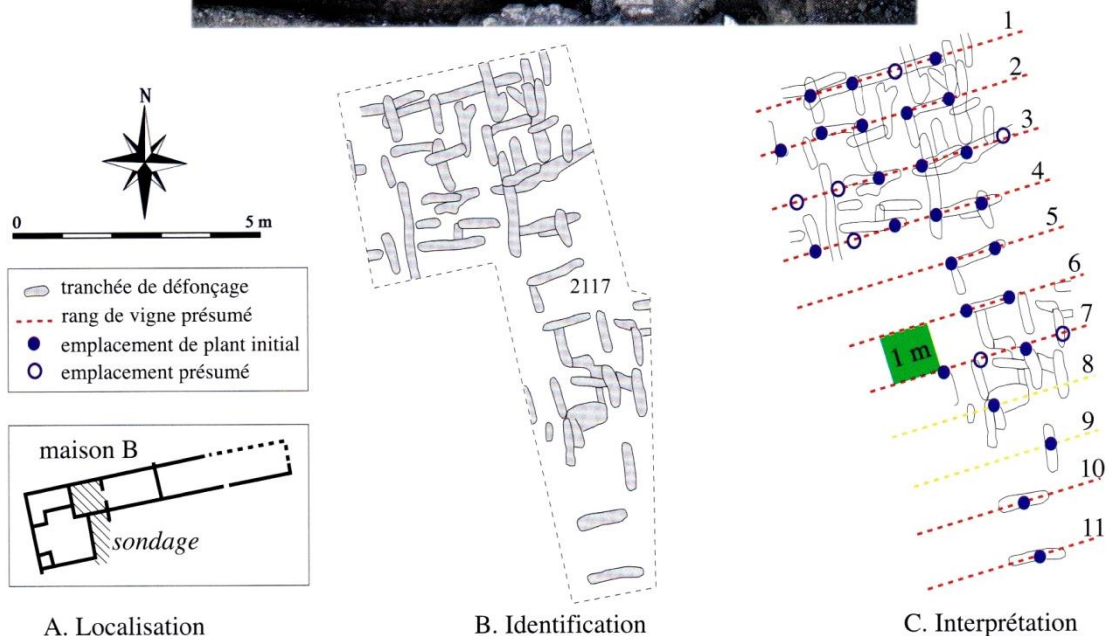 N
0 5 m
tranchée de défonçage
rang de vigne présumé
emplacement de plant initial
emplacement présumé
maison B
sondage
A. Localisation
2117
B. Identification
1
2
3
4
5
6
7
1 m
8
9
10
11
C. Interprétation